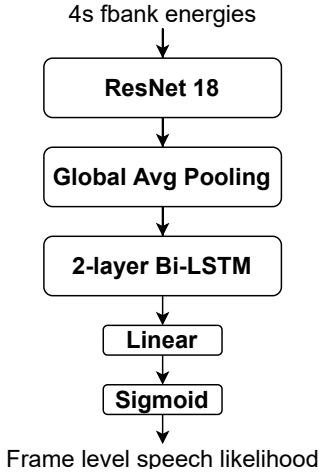 4s fbank energies
ResNet 18
Global Avg Pooling
2-layer Bi-LSTM
Linear
Sigmoid
Frame level speech likelihood